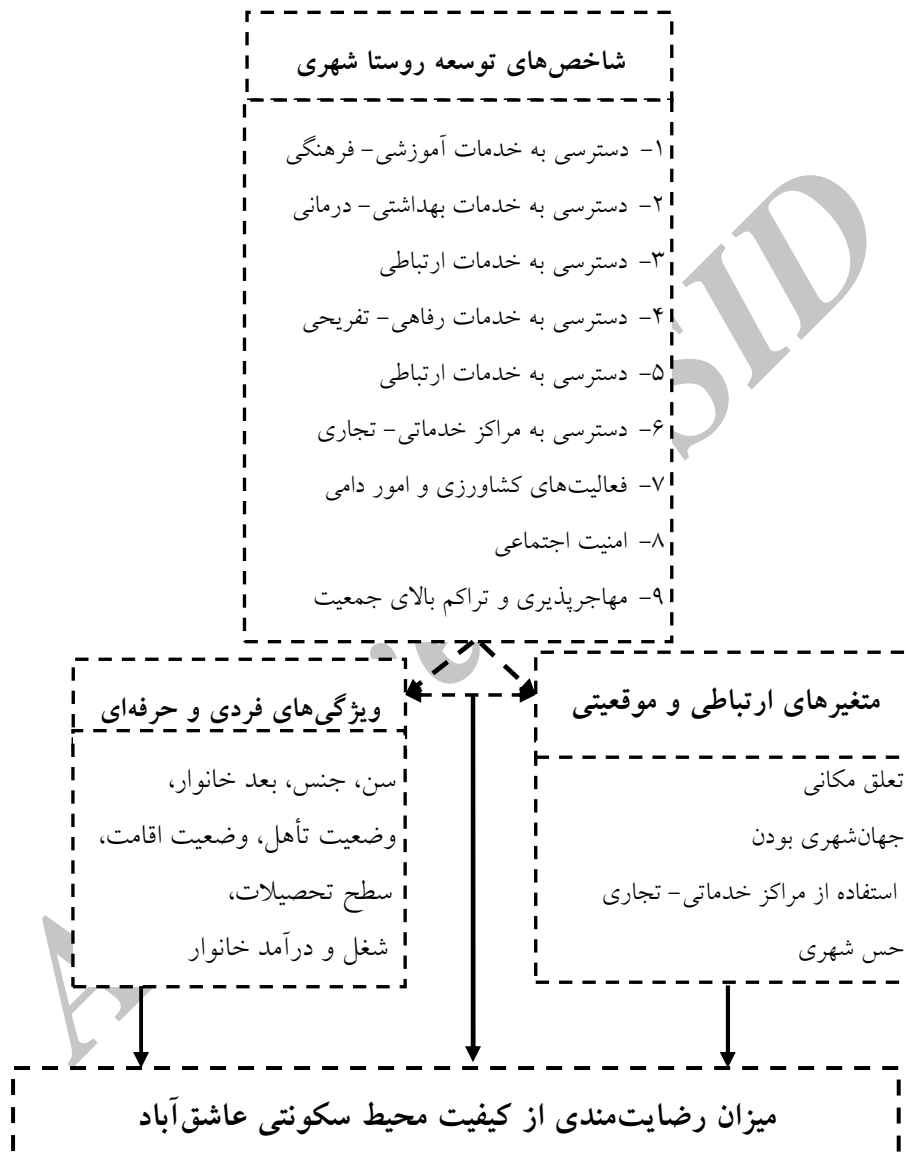 شاخص‌های توسعه روستا شهری
۱- دسترسی به خدمات آموزشی- فرهنگی
۲- دسترسی به خدمات بهداشتی- درمانی
۳- دسترسی به خدمات ارتباطی
۴- دسترسی به خدمات رفاهی- تفریحی
۵- دسترسی به خدمات ارتباطی
۶- دسترسی به مراکز خدماتی- تجاری
۷- فعالیت‌های کشاورزی و امور دامی
۸- امنیت اجتماعی
۹- مهاجرپذیری و تراکم بالای جمعیت
متغیرهای ارتباطی و موقعیتی
تعلق مکانی
جهان‌شهری بودن
استفاده از مراکز خدماتی- تجاری
حس شهری
ویژگی‌های فردی و حرفه‌ای
سن، جنس، بعد خانوار،
وضعیت تأهل، وضعیت اقامت،
سطح تحصیلات،
شغل و درآمد خانوار
میزان رضایت‌مندی از کیفیت محیط سکونتی عاشق‌آباد